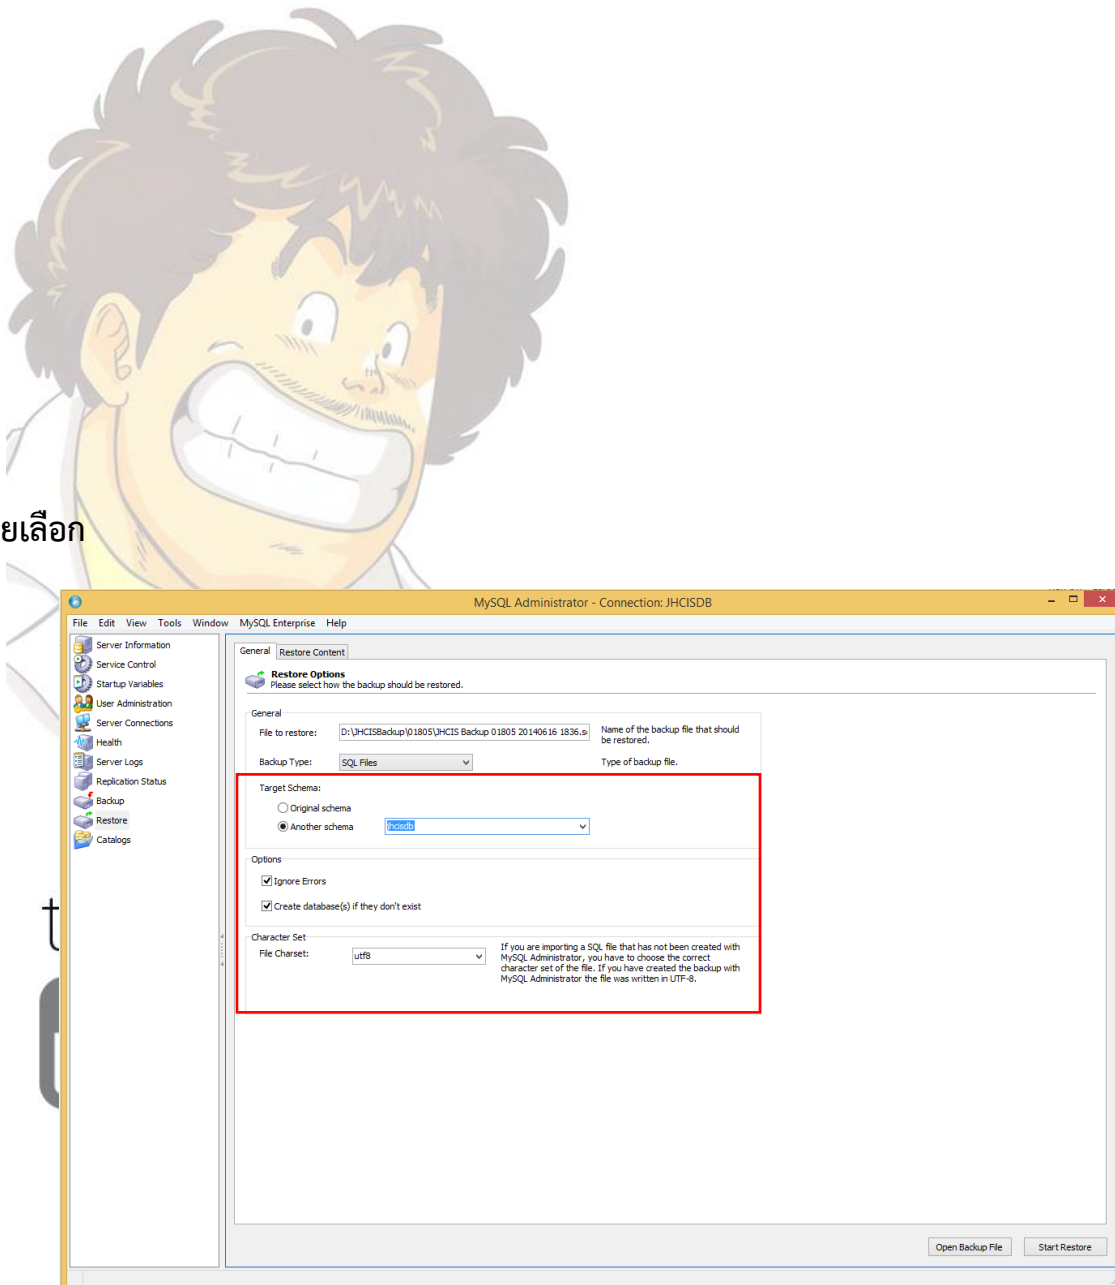 ยเลือก
MySQL Administrator - Connection: JHCISDB
File Edit View Tools Window MySQL Enterprise Help
Server Information
Service Control
Startup Variables
User Administration
Server Connections
Health
Server Logs
Replication Status
Backup
Restore
Catalogs
General Restore Content
Restore Options
Please select how the backup should be restored.
General
File to restore: D:\JHCISBackup\01805\JHCIS Backup 01805 20140616 1836.s
Name of the backup file that should
be restored.
Backup Type: SQL Files Type of backup file.
Target Schema:
Original schema
Another schema jhcisdb
Options
Ignore Errors
Create database(s) if they don't exist
Character Set
File Charset: utf8
If you are importing a SQL file that has not been created with
MySQL Administrator, you have to choose the correct
character set of the file. If you have created the backup with
MySQL Administrator the file was written in UTF-8.
t
Open Backup File Start Restore